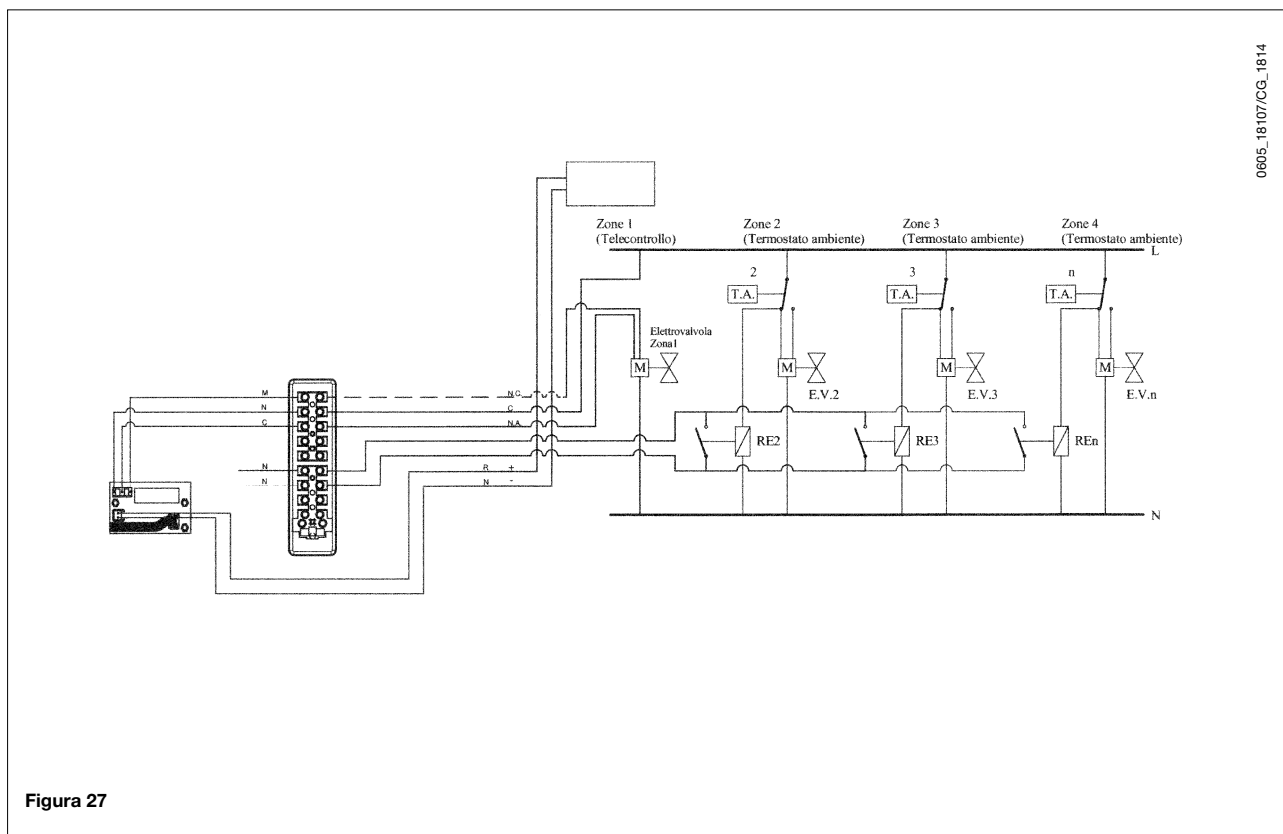 0605_18107/CG_1814
Zone 1
(Telecontrollo)
Zone 2
(Termostato ambiente)
Zone 3
(Termostato ambiente)
Zone 4
(Termostato ambiente)
L
2
T.A.
3
T.A.
n
T.A.
Elettrovalvola
Zona1
M
M
M
M
E.V.2
E.V.3
E.V.n
M
N
C
N.C.
C
N.A.
RE2
RE3
REn
N
N
R +
N -
N
Figura 27